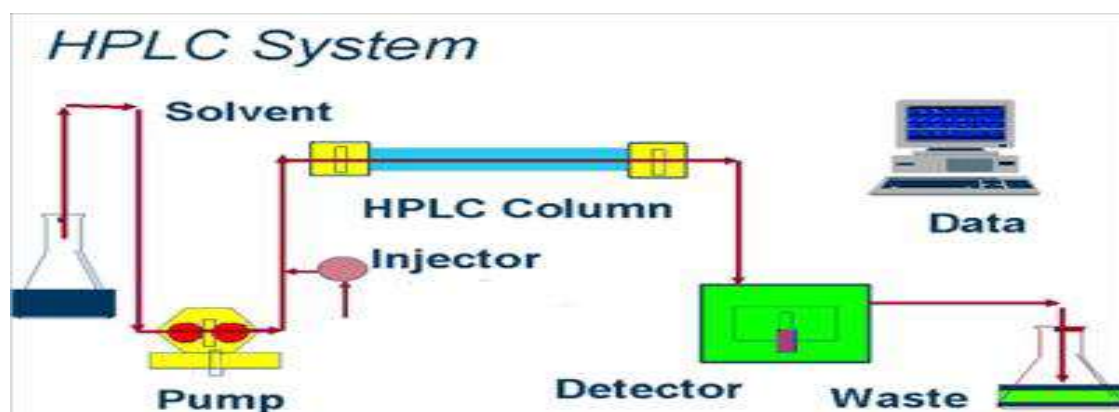 HPLC System
Solvent
HPLC Column
Data
Injector
Pump
Detector
Waste